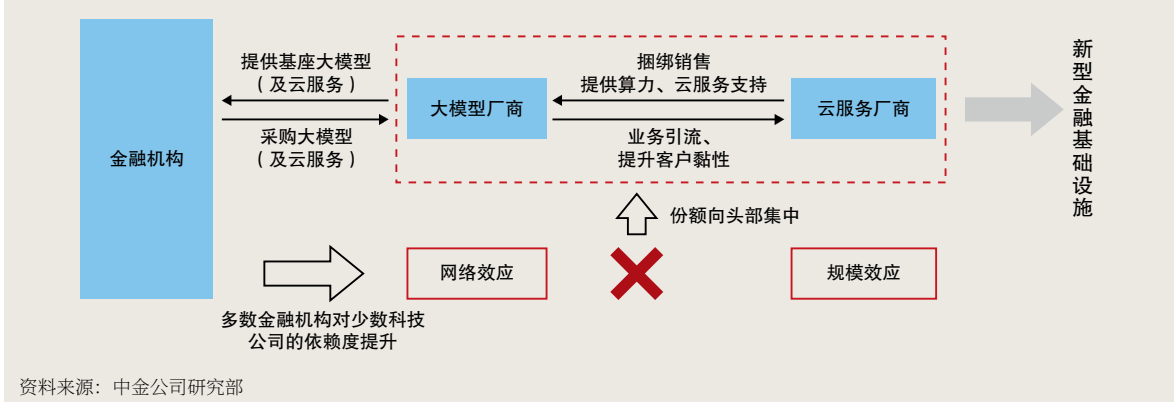 金融机构
提供基座大模型
（及云服务）
采购大模型
（及云服务）
大模型厂商
捆绑销售
提供算力、云服务支持
业务引流、
提升客户黏性
云服务厂商
新型金融基础设施
份额向头部集中
网络效应
规模效应
多数金融机构对少数科技
公司的依赖度提升
资料来源：中金公司研究部